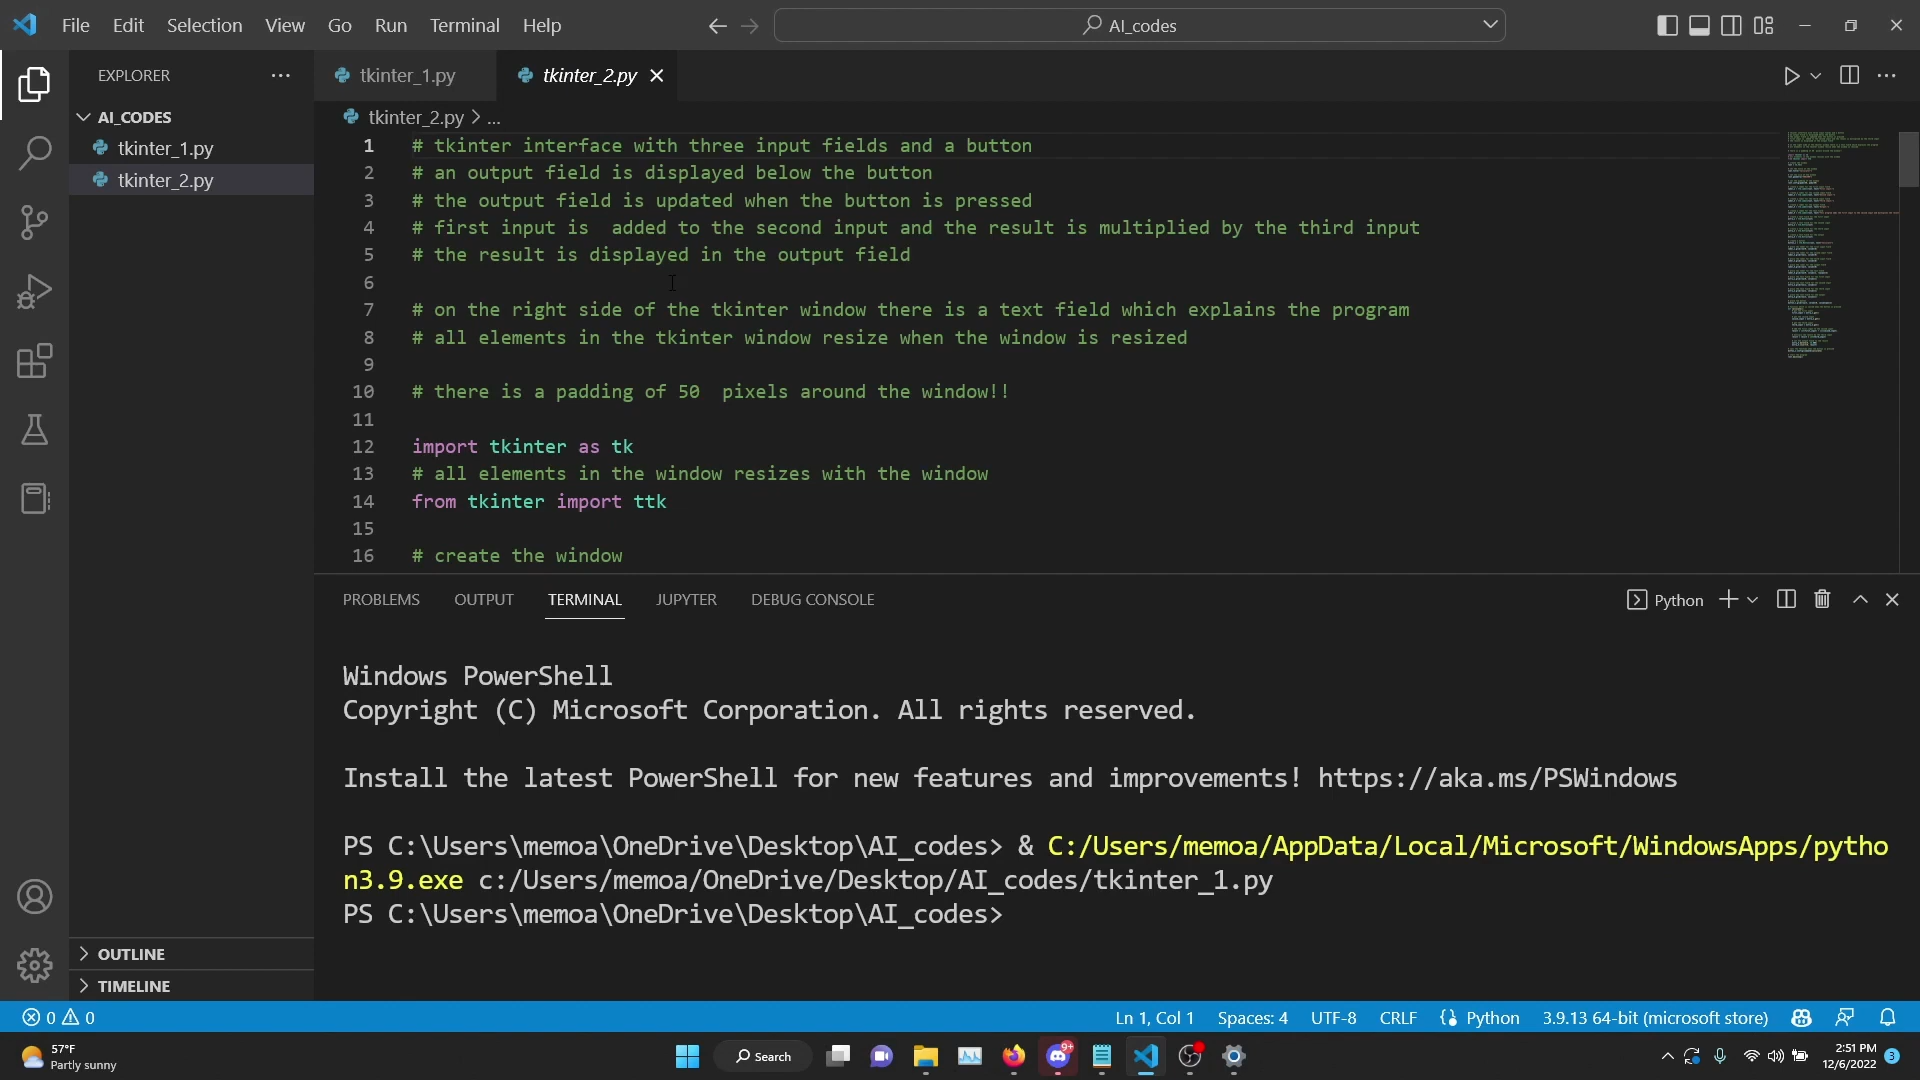 File Edit Selection View Go Run Terminal Help
AI_codes
EXPLORER
AI_CODES
tkinter_1.py
tkinter_2.py
OUTLINE
TIMELINE
tkinter_1.py tkinter_2.py
tkinter_2.py > ...
1 # tkinter interface with three input fields and a button
2 # an output field is displayed below the button
3 # the output field is updated when the button is pressed
4 # first input is  added to the second input and the result is multiplied by the third input
5 # the result is displayed in the output field
6
7 # on the right side of the tkinter window there is a text field which explains the program
8 # all elements in the tkinter window resize when the window is resized
9
10 # there is a padding of 50  pixels around the window!!
11
12 import tkinter as tk
13 # all elements in the window resizes with the window
14 from tkinter import ttk
15
16 # create the window
PROBLEMS OUTPUT TERMINAL JUPYTER DEBUG CONSOLE
Python
Windows PowerShell
Copyright (C) Microsoft Corporation. All rights reserved.
Install the latest PowerShell for new features and improvements! https://aka.ms/PSWindows
PS C:\Users\memoa\OneDrive\Desktop\AI_codes> & C:/Users/memoa/AppData/Local/Microsoft/WindowsApps/pytho
n3.9.exe c:/Users/memoa/OneDrive/Desktop/AI_codes/tkinter_1.py
PS C:\Users\memoa\OneDrive\Desktop\AI_codes>
0 0
Ln 1, Col 1 Spaces: 4 UTF-8 CRLF Python 3.9.13 64-bit (microsoft store)
57°F
Partly sunny
Search
9+
2:51 PM
12/6/2022
3